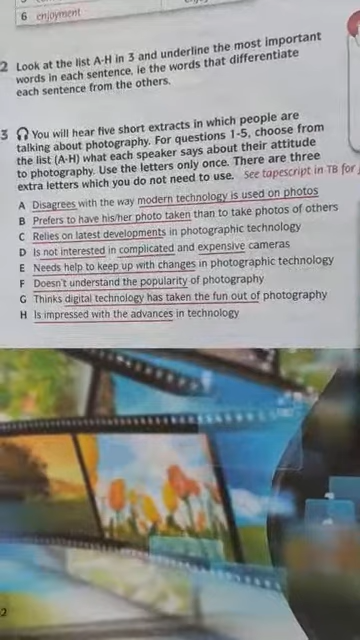 6 enjoyment
2 Look at the list A-H in 3 and underline the most important
words in each sentence, ie the words that differentiate
each sentence from the others.
3 You will hear five short extracts in which people are
talking about photography. For questions 1-5, choose from
the list (A-H) what each speaker says about their attitude
to photography. Use the letters only once. There are three
extra letters which you do not need to use. See tapescript in TB for
A Disagrees with the way modern technology is used on photos
B Prefers to have his/her photo taken than to take photos of others
C Relies on latest developments in photographic technology
D Is not interested in complicated and expensive cameras
E Needs help to keep up with changes in photographic technology
F Doesn't understand the popularity of photography
G Thinks digital technology has taken the fun out of photography
H Is impressed with the advances in technology
2